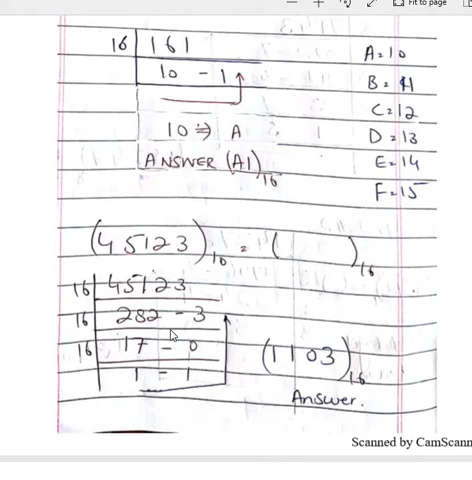 Fit to page
16 161
10 - 1
10 ⇒ A
ANSWER (A1)16
A=10
B=11
C=12
D=13
E=14
F=15
(45123)10 = ( )16
16 45123
16 282 - 3
16 17 - 0
1 - 1
(1103)16
Answer.
Scanned by CamScann